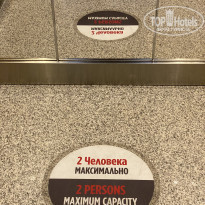 TOP Hotels
2 Человека
МАКСИМАЛЬНО
2 PERSONS
MAXIMUM CAPACITY